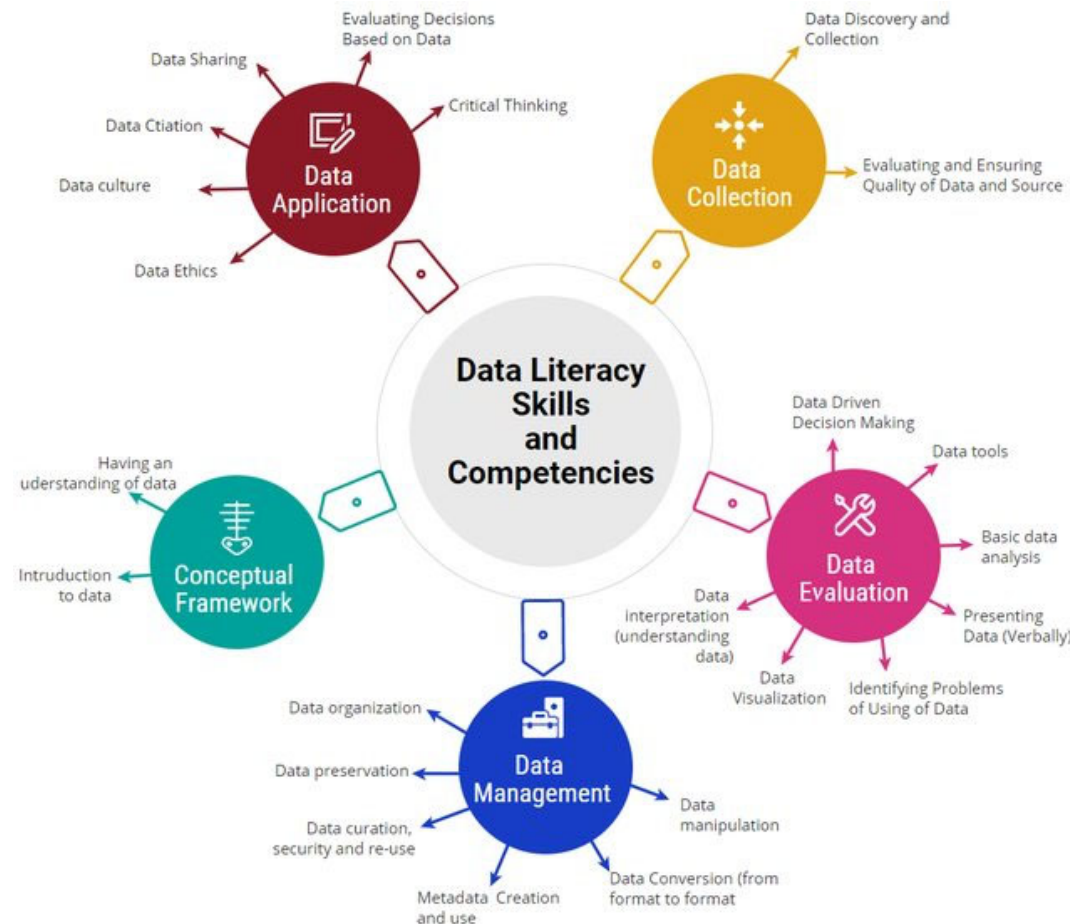 Evaluating Decisions
Based on Data
Data Sharing
Critical Thinking
Data Ctiation
Data culture
Data Ethics
Data
Application
Data Discovery and
Collection
Evaluating and Ensuring
Quality of Data and Source
Data
Collection
Data Literacy
Skills
and
Competencies
Having an
uderstanding of data
Intruduction
to data
Conceptual
Framework
Data Driven
Decision Making
Data tools
Basic data
analysis
Presenting
Data (Verbally)
Identifying Problems
of Using of Data
Data
Visualization
Data
interpretation
(understanding
data)
Data
Evaluation
Data organization
Data preservation
Data curation,
security and re-use
Metadada Creation
and use
Data Conversion (from
format to format
Data
manipulation
Data
Management